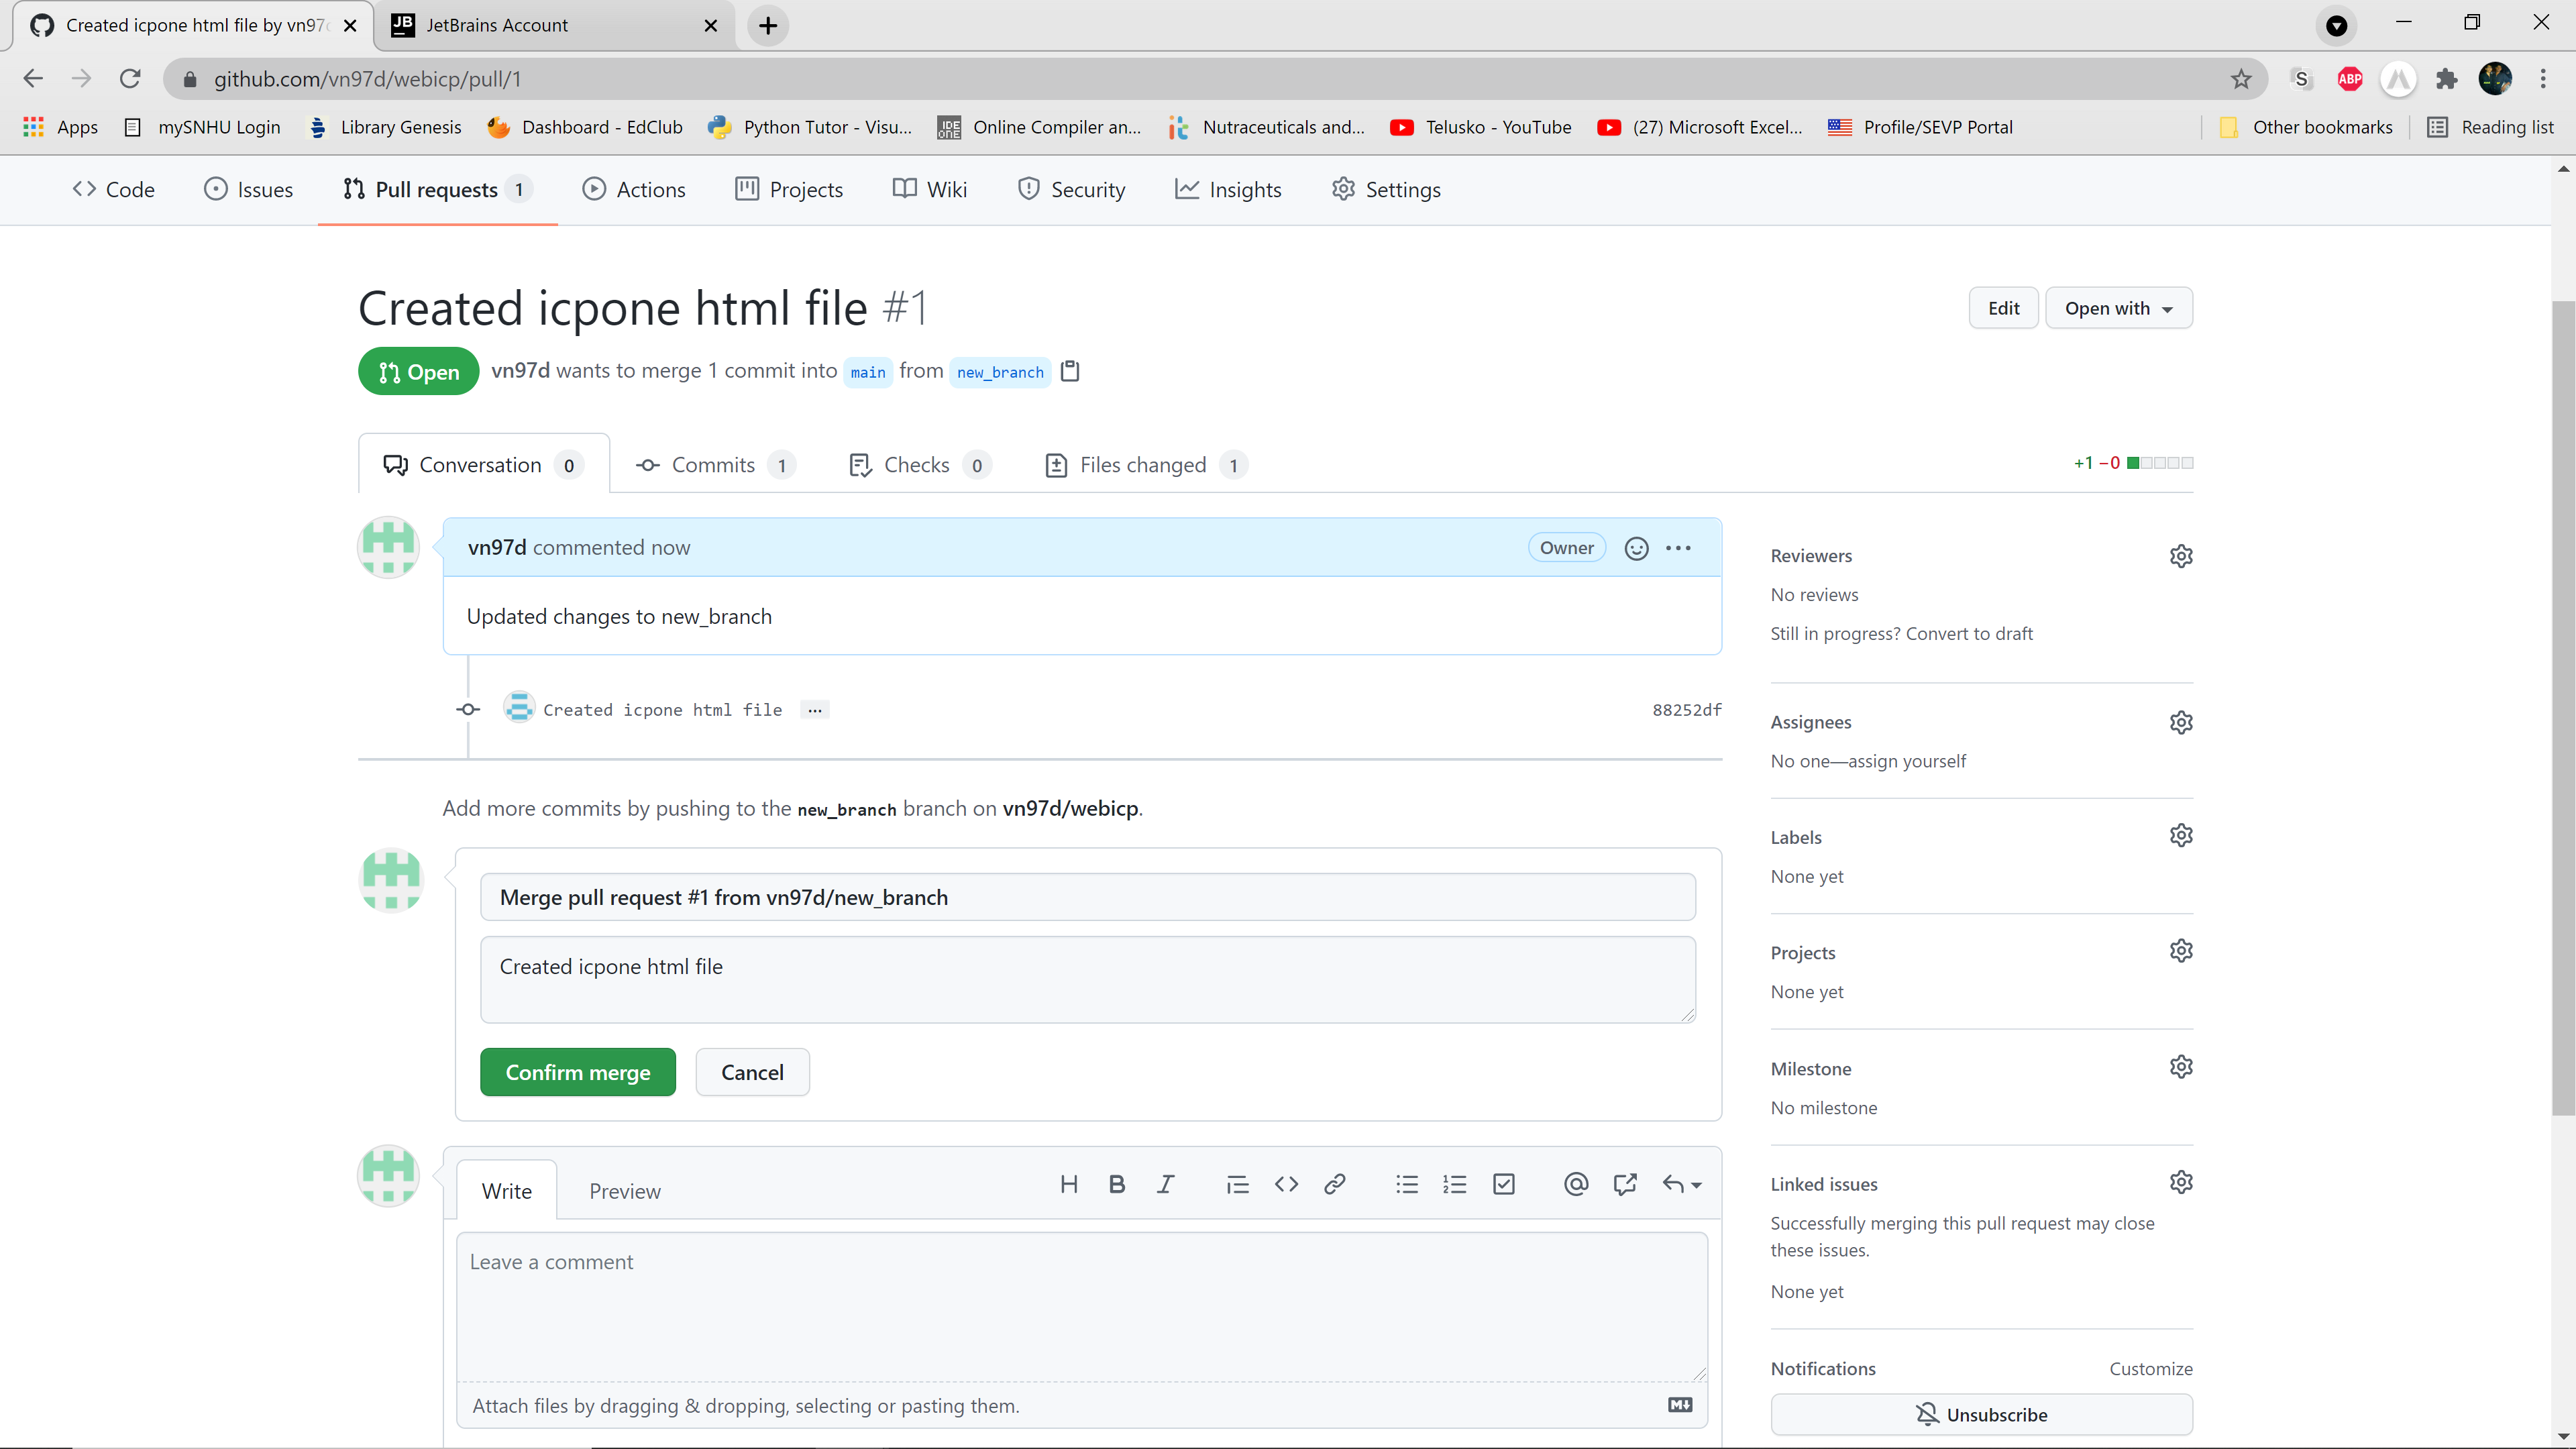 Created icpone html file by vn97d
JetBrains Account
github.com/vn97d/webicp/pull/1
Apps mySNHU Login Library Genesis Dashboard - EdClub Python Tutor - Visu... Online Compiler an... Nutraceuticals and... Telusko - YouTube (27) Microsoft Excel... Profile/SEVP Portal Other bookmarks Reading list
Code Issues Pull requests 1 Actions Projects Wiki Security Insights Settings
Created icpone html file #1
Edit Open with
Open vn97d wants to merge 1 commit into main from new_branch
Conversation 0 Commits 1 Checks 0 Files changed 1
+1 −0
vn97d commented now
Owner
Updated changes to new_branch
Created icpone html file ...
88252df
Add more commits by pushing to the new_branch branch on vn97d/webicp.
Merge pull request #1 from vn97d/new_branch
Created icpone html file
Confirm merge Cancel
Write Preview
Leave a comment
Attach files by dragging & dropping, selecting or pasting them.
Reviewers
No reviews
Still in progress? Convert to draft
Assignees
No one—assign yourself
Labels
None yet
Projects
None yet
Milestone
No milestone
Linked issues
Successfully merging this pull request may close
these issues.
None yet
Notifications Customize
Unsubscribe